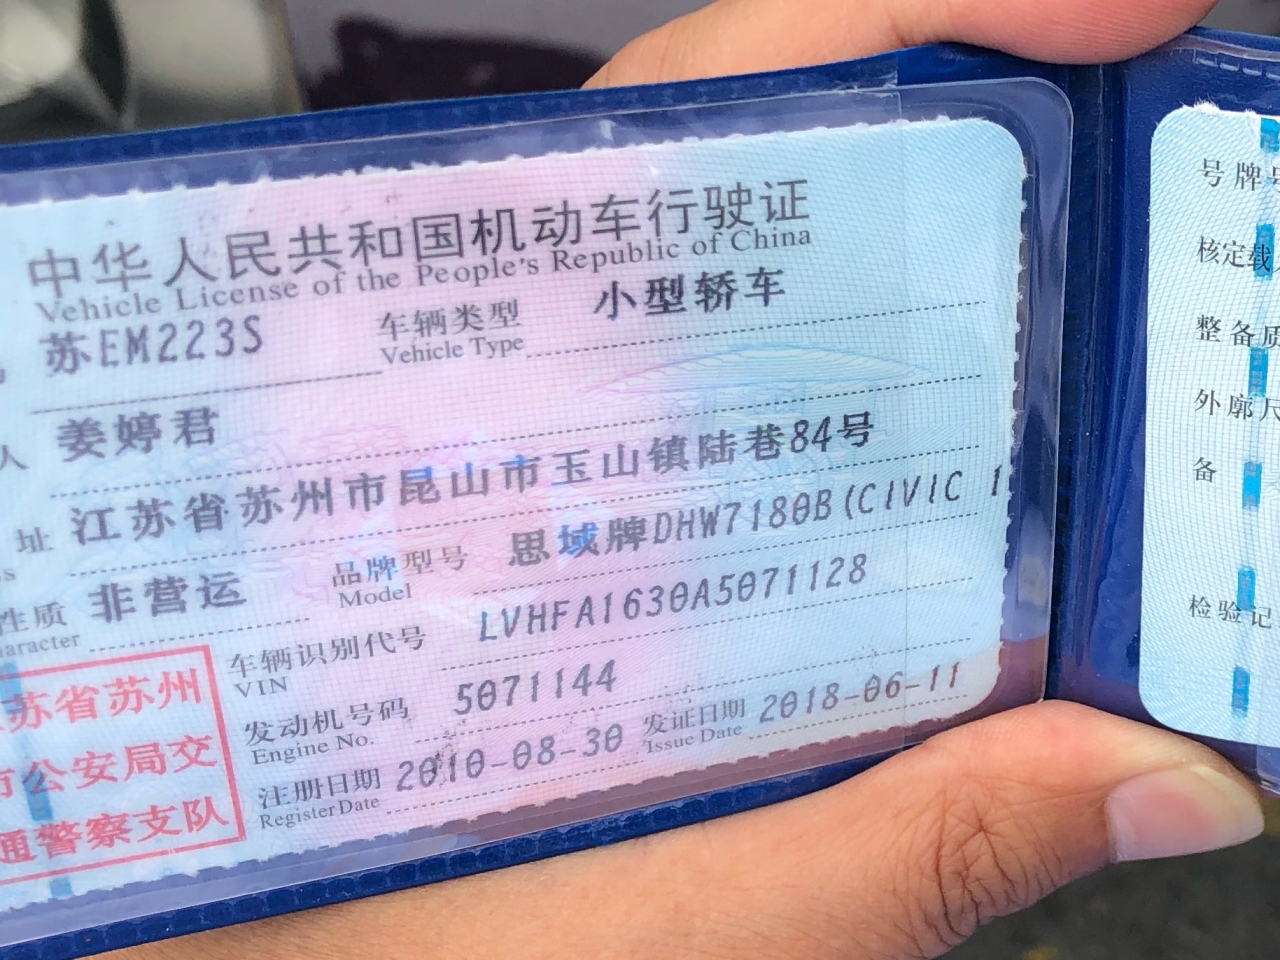 中华人民共和国机动车行驶证
Vehicle License of the People's Republic of China
苏EM223S 车辆类型 小型轿车
Vehicle Type
人 姜婷君
址 江苏省苏州市昆山市玉山镇陆巷84号
性质 非营运 品牌型号 思域牌DHW7180B(CIVIC 1
Model
车辆识别代号 LVHFA1630A5071128
VIN
发动机号码 5071144
Engine No.
注册日期 2010-08-30 发证日期 2018-06-11
Register Date Issue Date
苏省苏州
公安局交
通警察支队
号牌号
核定载
整备质
外廓尺
备
检验记